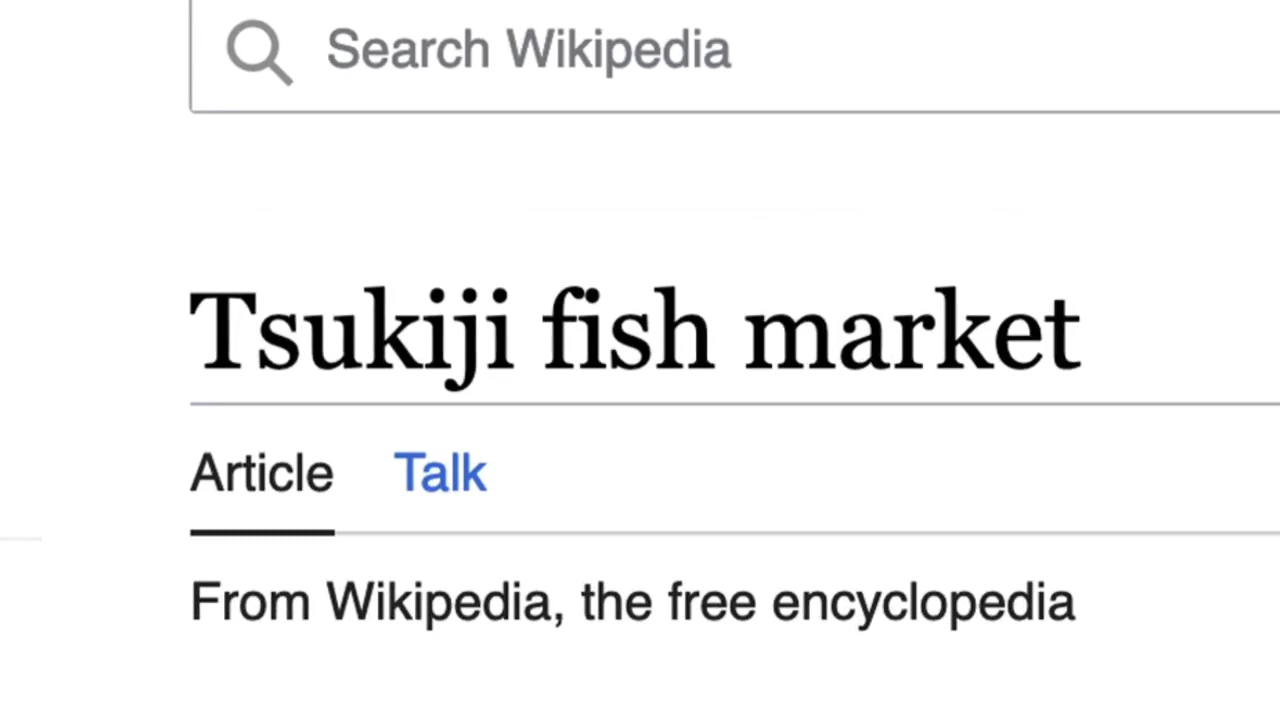 Search Wikipedia
Tsukiji fish market
Article Talk
From Wikipedia, the free encyclopedia